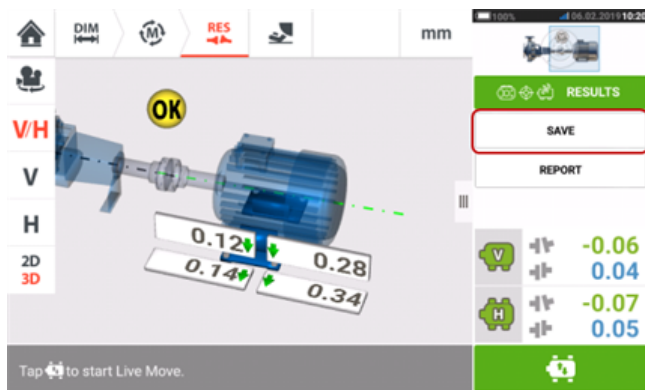 DIM
M
RES
mm
100%
06.02.2019 10:20
RESULTS
SAVE
REPORT
V/H
V
H
2D
3D
OK
0.12
0.28
0.14
0.34
V
-0.06
0.04
H
-0.07
0.05
Tap to start Live Move.